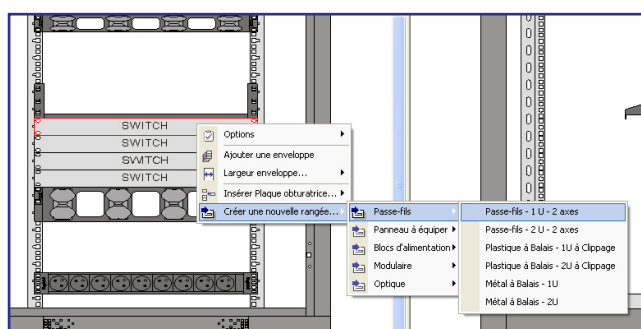 SWITCH
SWITCH
SWITCH
SWITCH
Options
Ajouter une enveloppe
Largeur enveloppe...
Insérer Plaque obturatrice...
Créer une nouvelle rangée...
Passe-fils
Panneau à équiper
Blocs d'alimentation
Modulaire
Optique
Passe-fils - 1 U - 2 axes
Passe-fils - 2 U - 2 axes
Plastique à Balais - 1U à Clippage
Plastique à Balais - 2U à Clippage
Métal à Balais - 1U
Métal à Balais - 2U